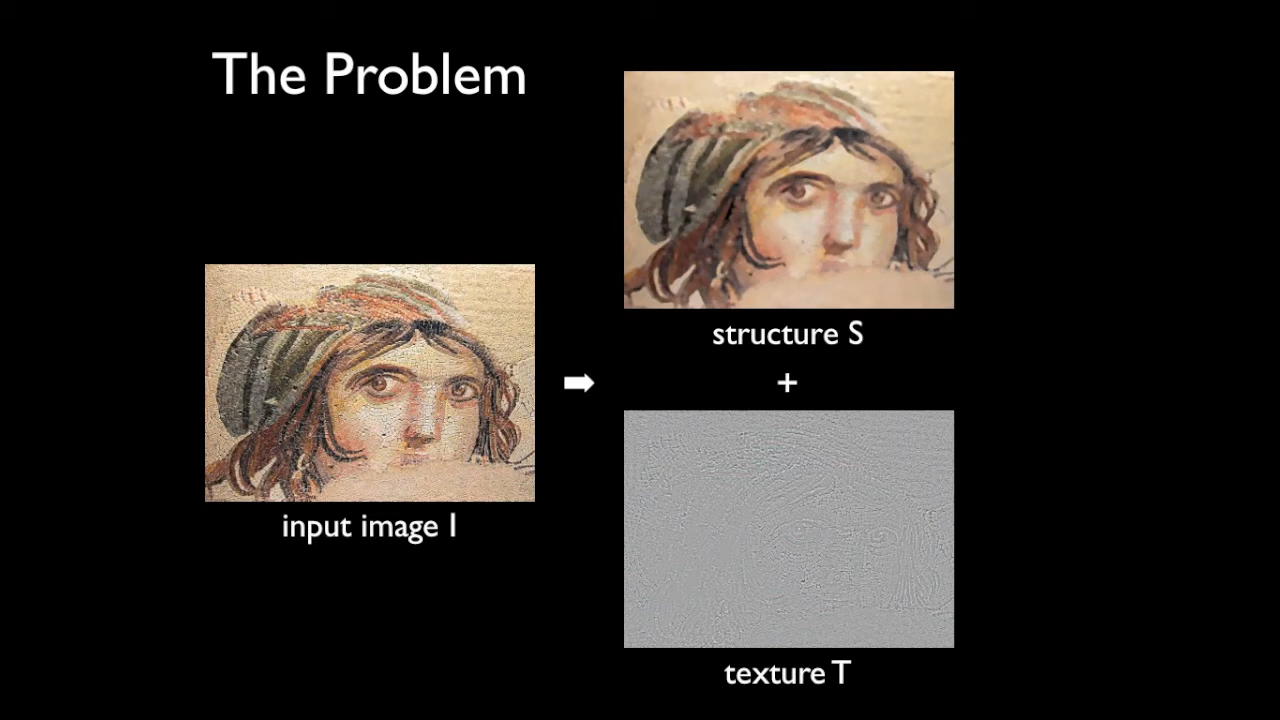 The Problem
structure S
+
input image I
texture T